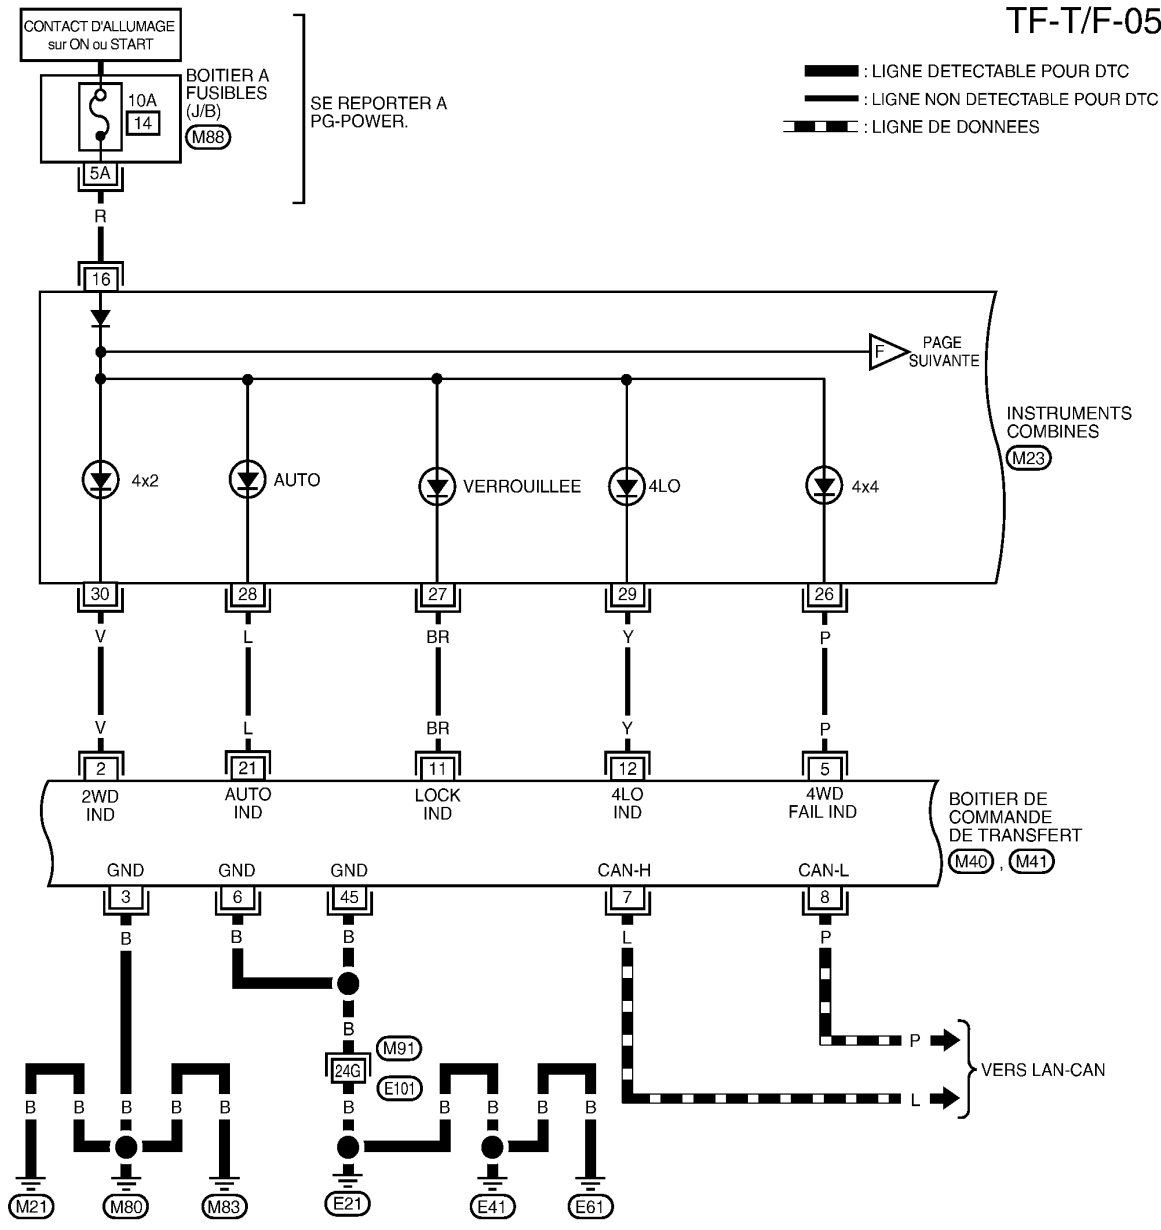 TF-T/F-05
CONTACT D'ALLUMAGE
sur ON ou START
BOITIER A
FUSIBLES
(J/B)
M88
10A
14
5A
R
SE REPORTER A
PG-POWER.
: LIGNE DETECTABLE POUR DTC
: LIGNE NON DETECTABLE POUR DTC
: LIGNE DE DONNEES
16
F
PAGE
SUIVANTE
INSTRUMENTS
COMBINES
M23
4x2
AUTO
VERROUILLEE
4LO
4x4
30 28 27 29 26
V L BR Y P
V L BR Y P
2 21 11 12 5
2WD
IND
AUTO
IND
LOCK
IND
4LO
IND
4WD
FAIL IND
BOITIER DE
COMMANDE
DE TRANSFERT
M40 , M41
GND GND GND CAN-H CAN-L
3 6 45 7 8
B B B L P
B
M91
24G
E101
P
L
VERS LAN-CAN
B B B B B B B B B B
M21 M80 M83 E21 E41 E61